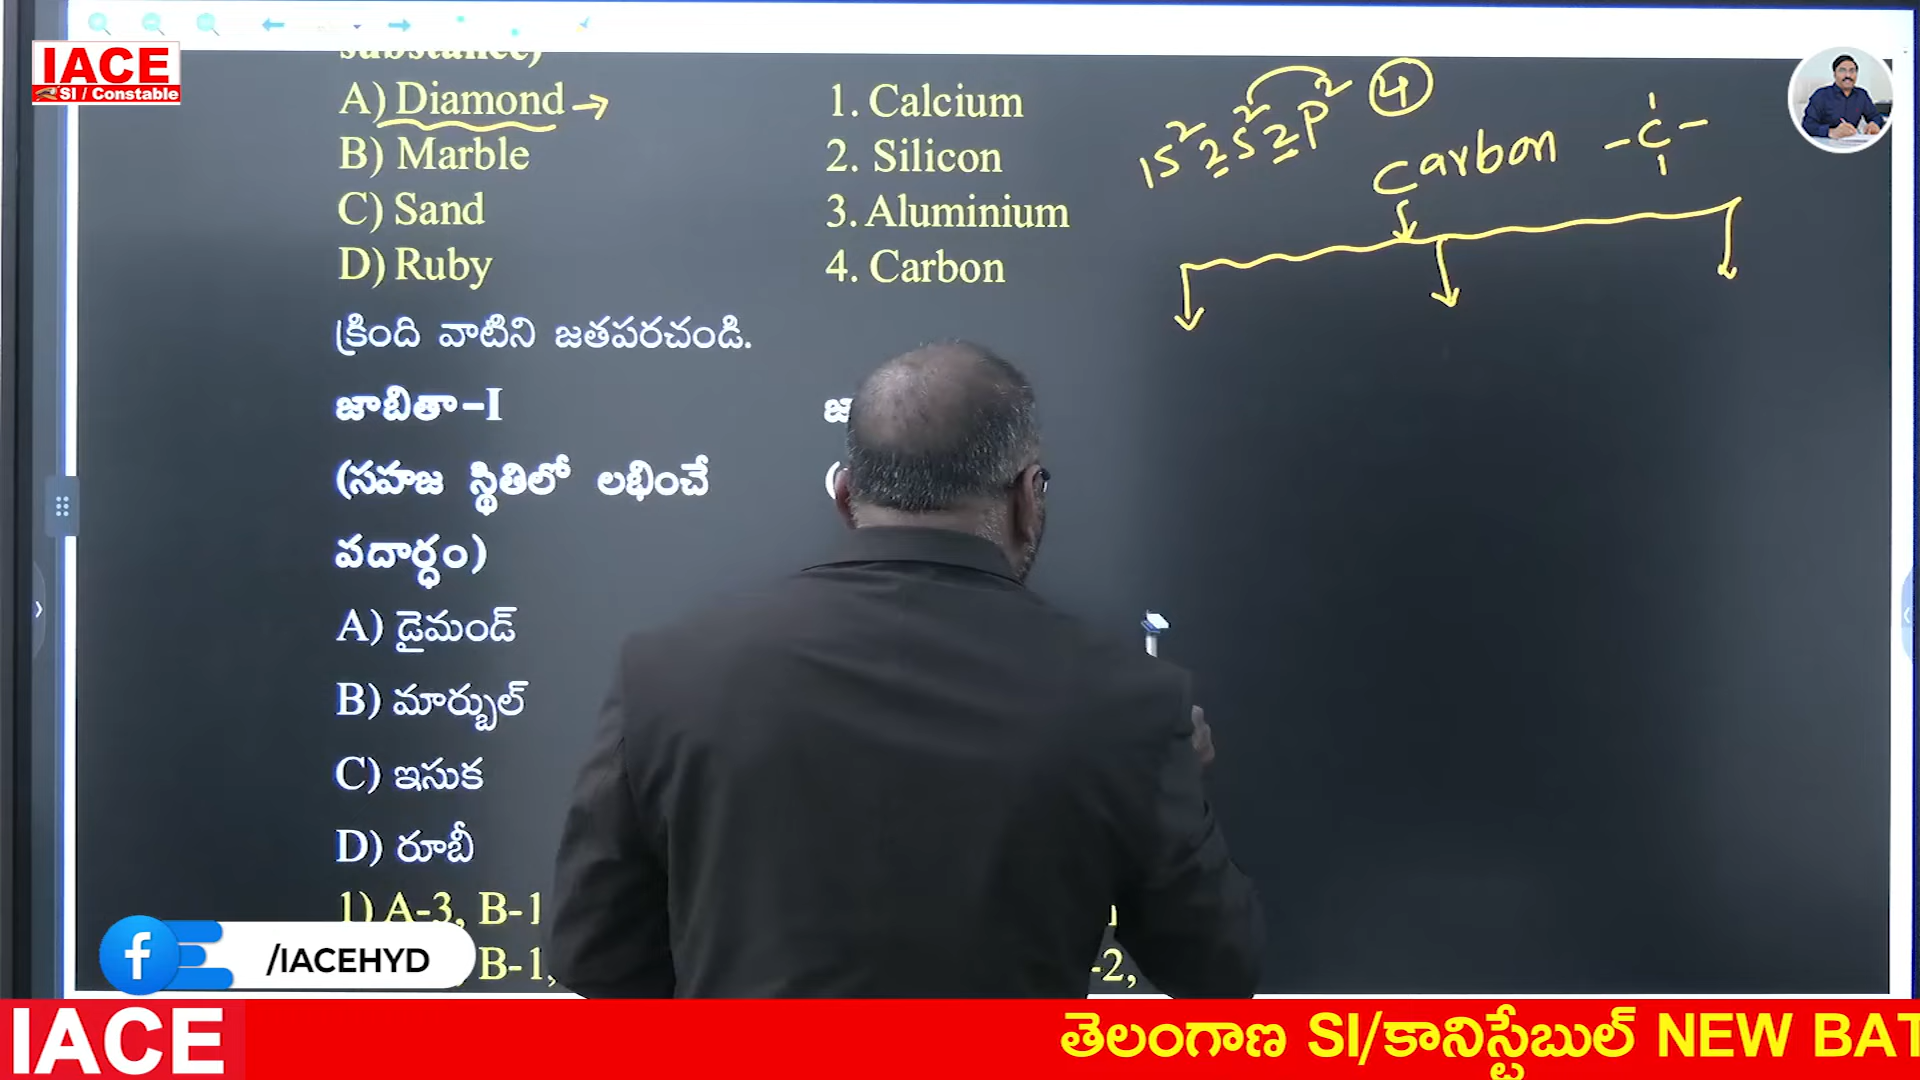 IACE
SI / Constable
substance)
A) Diamond →
1. Calcium
B) Marble
2. Silicon
C) Sand
3. Aluminium
D) Ruby
4. Carbon
1s² 2s² 2p² 4
Carbon
-C-
క్రింది వాటిని జతపరచండి.
జాబితా-I
(సహజ స్థితిలో లభించే
పదార్థం)
A) డైమండ్
B) మార్బుల్
C) ఇసుక
D) రూబీ
1) A-3, B-1
B-1,
-2,
/IACEHYD
IACE
తెలంగాణ SI/కానిస్టేబుల్ NEW BAT